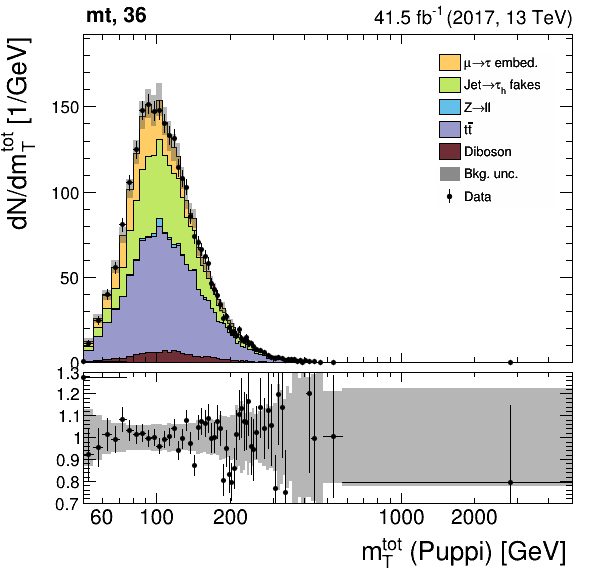 mt, 36
41.5 fb⁻¹ (2017, 13 TeV)
dN/dm_T^tot [1/GeV]
μ→τ embed.
Jet→τ_h fakes
Z→ll
tt̄
Diboson
Bkg. unc.
Data
150
100
50
0
1.3
1.2
1.1
1
0.9
0.8
0.7
60 100 200 1000 2000
m_T^tot (Puppi) [GeV]